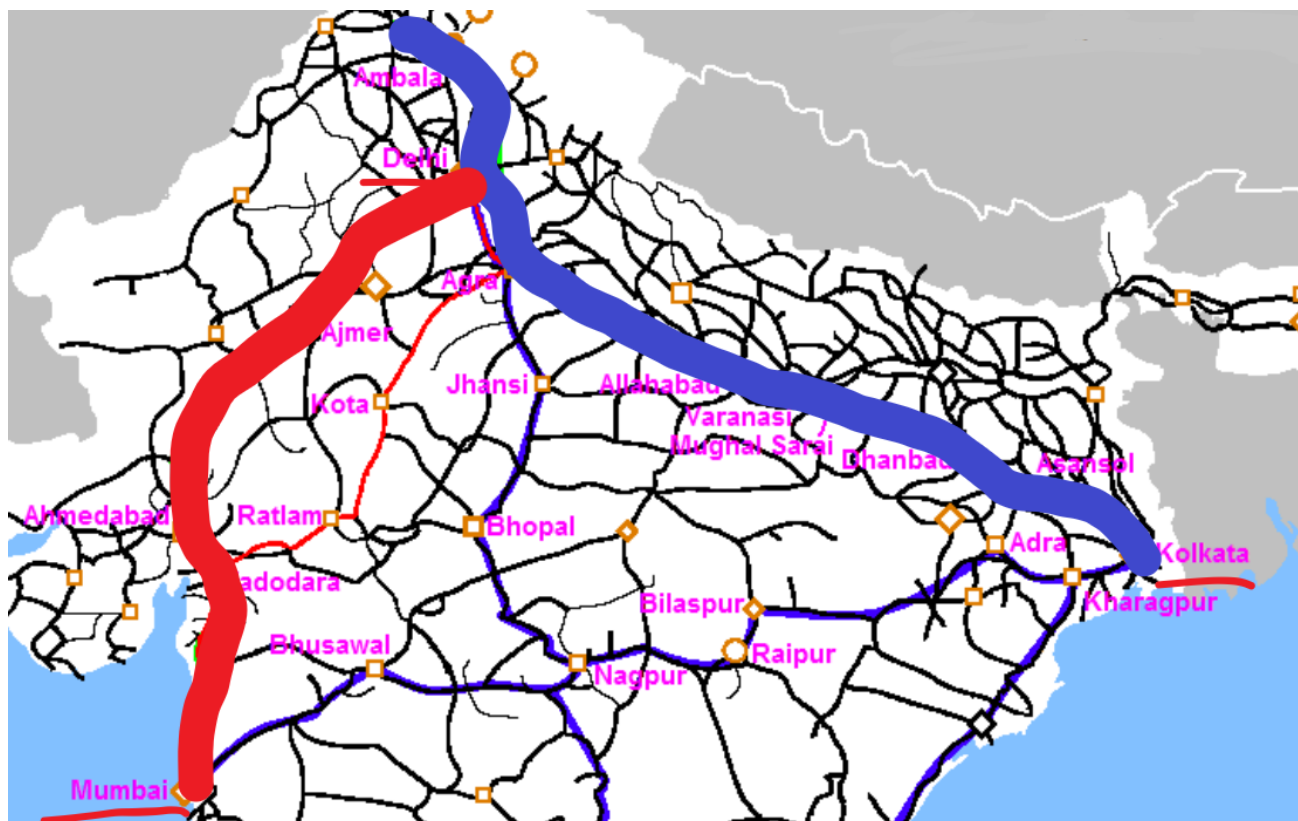 Ambala
Delhi
Agra
Ajmer
Jhansi
Allahabad
Kota
Varanasi
Mughal Sarai
Dhanbad
Asansol
Ahmedabad
Ratlam
Bhopal
Adra
Kolkata
adodara
Bilaspur
Kharagpur
Bhusawal
Raipur
Nagpur
Mumbai